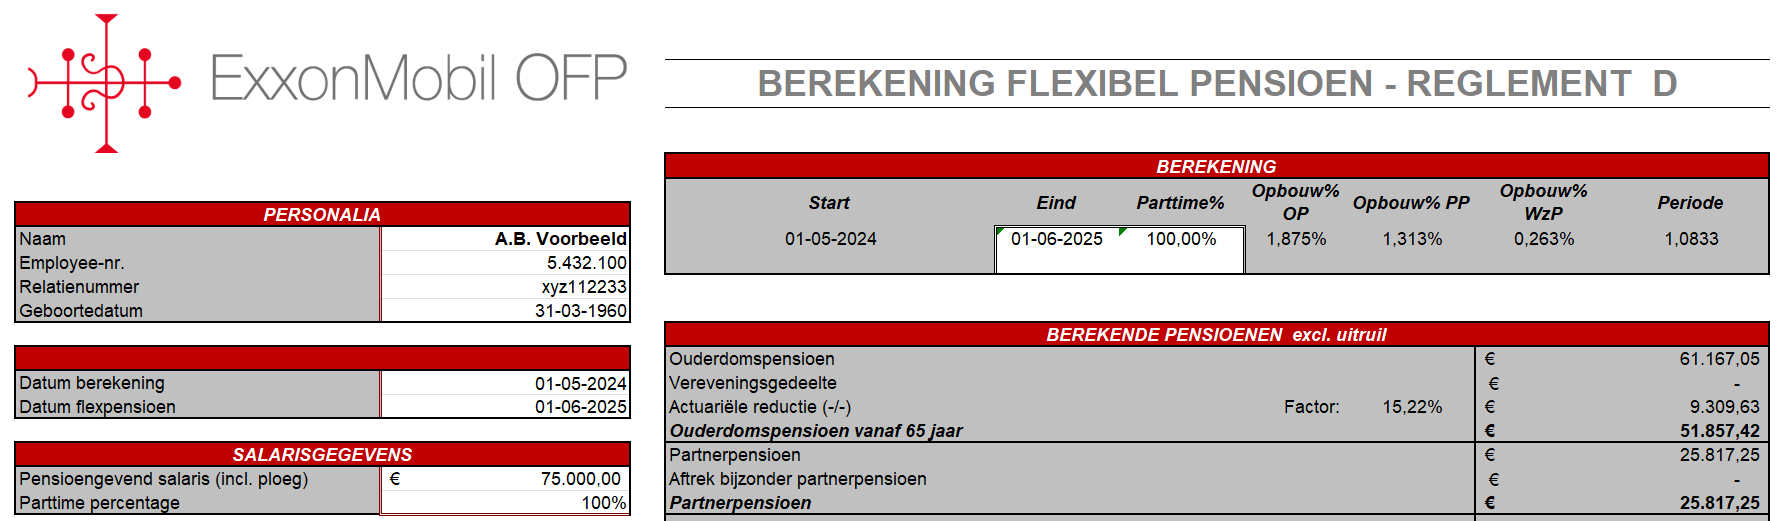 ExxonMobil OFP
BEREKENING FLEXIBEL PENSIOEN - REGLEMENT D
PERSONALIA
Naam A.B. Voorbeeld
Employee-nr. 5.432.100
Relatienummer xyz112233
Geboortedatum 31-03-1960
Datum berekening 01-05-2024
Datum flexpensioen 01-06-2025
SALARISGEGEVENS
Pensioengevend salaris (incl. ploeg) € 75.000,00
Parttime percentage 100%
BEREKENING
Start Eind Parttime% Opbouw% OP Opbouw% PP Opbouw% WzP Periode
01-05-2024 01-06-2025 100,00% 1,875% 1,313% 0,263% 1,0833
BEREKENDE PENSIOENEN excl. uitruil
Ouderdomspensioen € 61.167,05
Vereveningsgedeelte € -
Actuariële reductie (-/-) Factor: 15,22% € 9.309,63
Ouderdomspensioen vanaf 65 jaar € 51.857,42
Partnerpensioen € 25.817,25
Aftrek bijzonder partnerpensioen € -
Partnerpensioen € 25.817,25